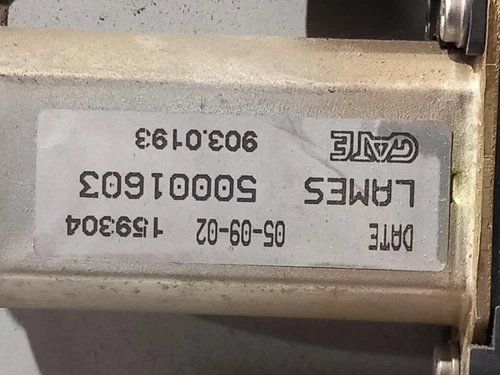 DATE 05-09-02 159304
LAMES 50001603
GATE 903.0193